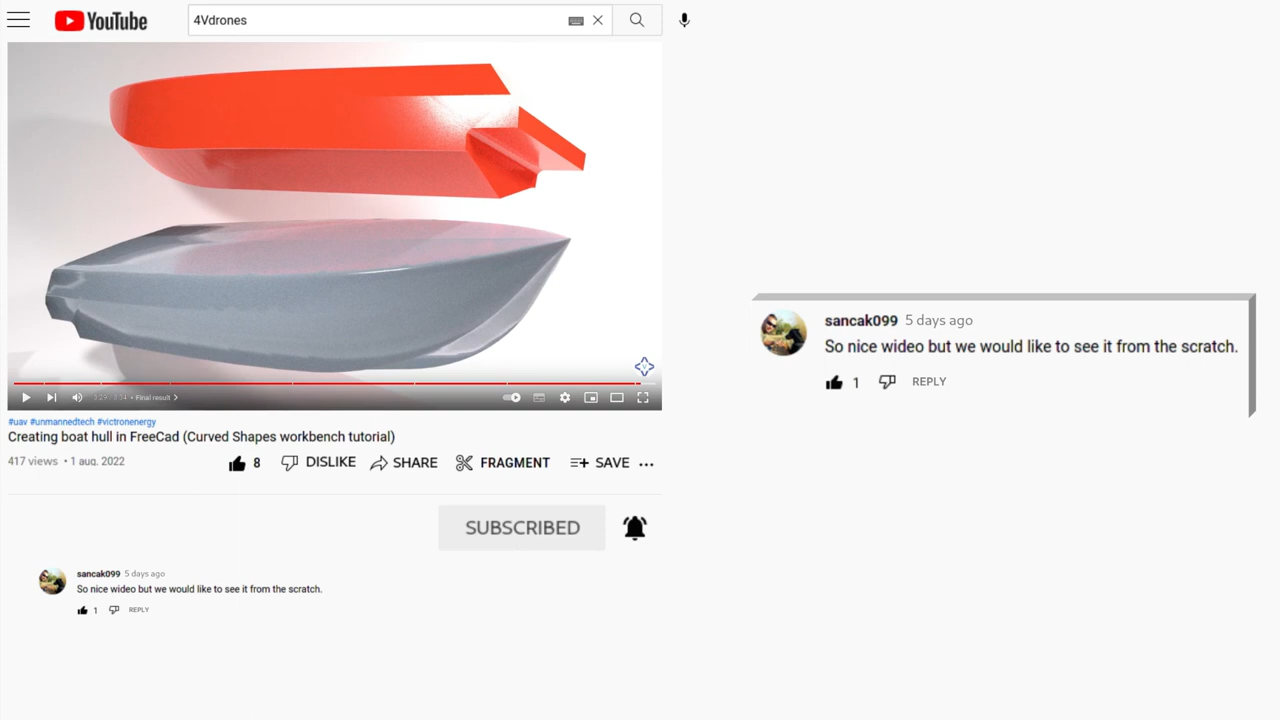 YouTube
4Vdrones
• Final result
#uav #unmannedtech #victronenergy
Creating boat hull in FreeCad (Curved Shapes workbench tutorial)
417 views • 1 aug. 2022
8 DISLIKE SHARE FRAGMENT SAVE ...
SUBSCRIBED
sancak099 5 days ago
So nice wideo but we would like to see it from the scratch.
1 REPLY
sancak099 5 days ago
So nice wideo but we would like to see it from the scratch.
1 REPLY